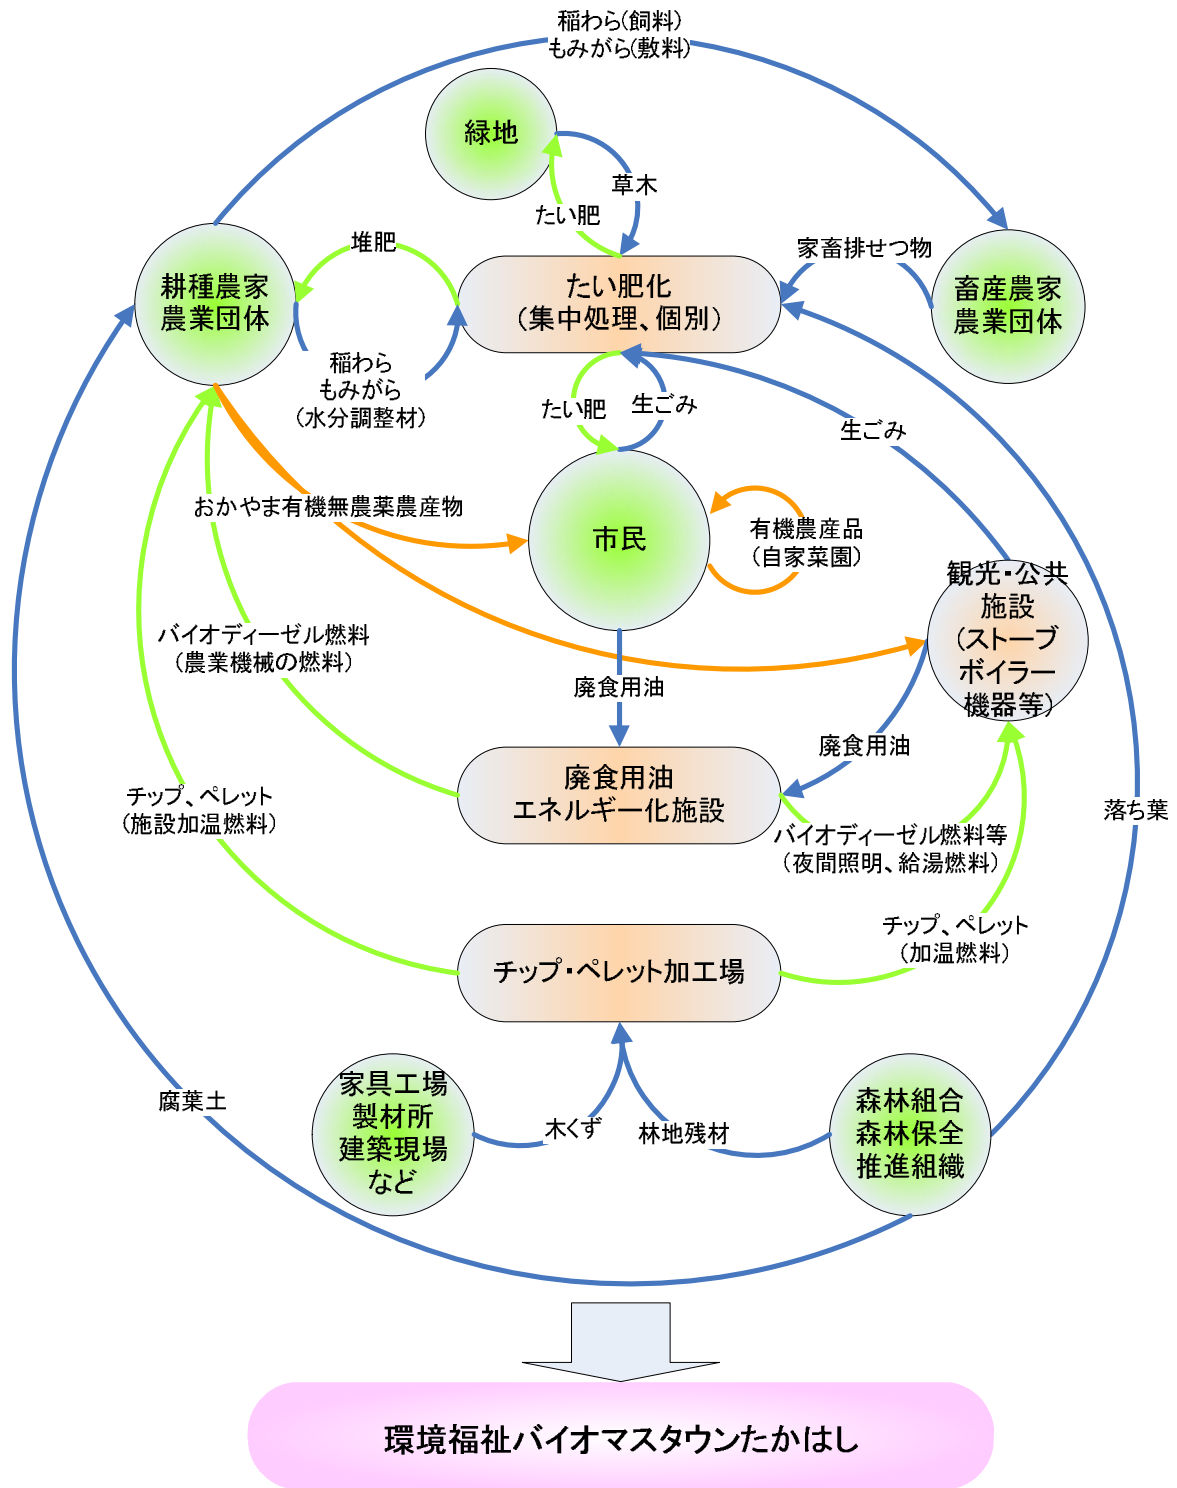 稲わら(飼料)
もみがら(敷料)
緑地
草木
たい肥
堆肥
家畜排せつ物
耕種農家
農業団体
たい肥化
（集中処理、個別）
畜産農家
農業団体
稲わら
もみがら
（水分調整材）
たい肥
生ごみ
生ごみ
おかやま有機無農薬農産物
市民
有機農産品
（自家菜園）
観光・公共
施設
（ストーブ
ボイラー
機器等）
バイオディーゼル燃料
（農業機械の燃料）
廃食用油
廃食用油
廃食用油
エネルギー化施設
チップ、ペレット
（施設加温燃料）
バイオディーゼル燃料等
（夜間照明、給湯燃料）
落ち葉
チップ、ペレット
（加温燃料）
チップ・ペレット加工場
腐葉土
家具工場
製材所
建築現場
など
木くず
林地残材
森林組合
森林保全
推進組織
環境福祉バイオマスタウンたかはし